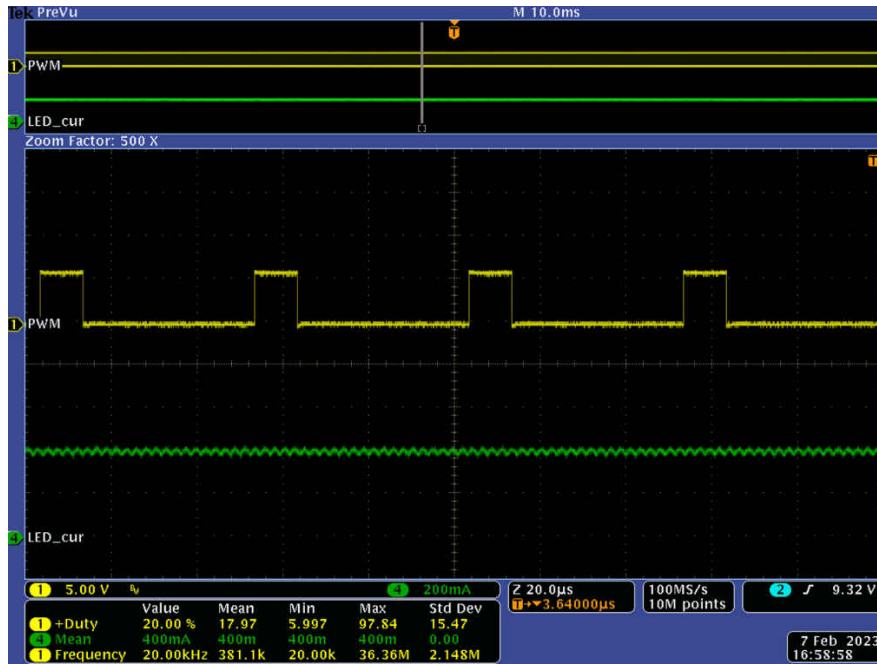 Tek PreVu M 10.0ms
T
1 PWM
4 LED_cur
Zoom Factor: 500 X
T
1 PWM
4 LED_cur
1 5.00 V 4 200mA Z 20.0µs 100MS/s 2 9.32 V
T→▼3.64000µs 10M points
Value Mean Min Max Std Dev
1 +Duty 20.00 % 17.97 5.997 97.84 15.47
4 Mean 400mA 400m 400m 400m 0.00
1 Frequency 20.00kHz 381.1k 20.00k 36.36M 2.148M
7 Feb 2023
16:58:58